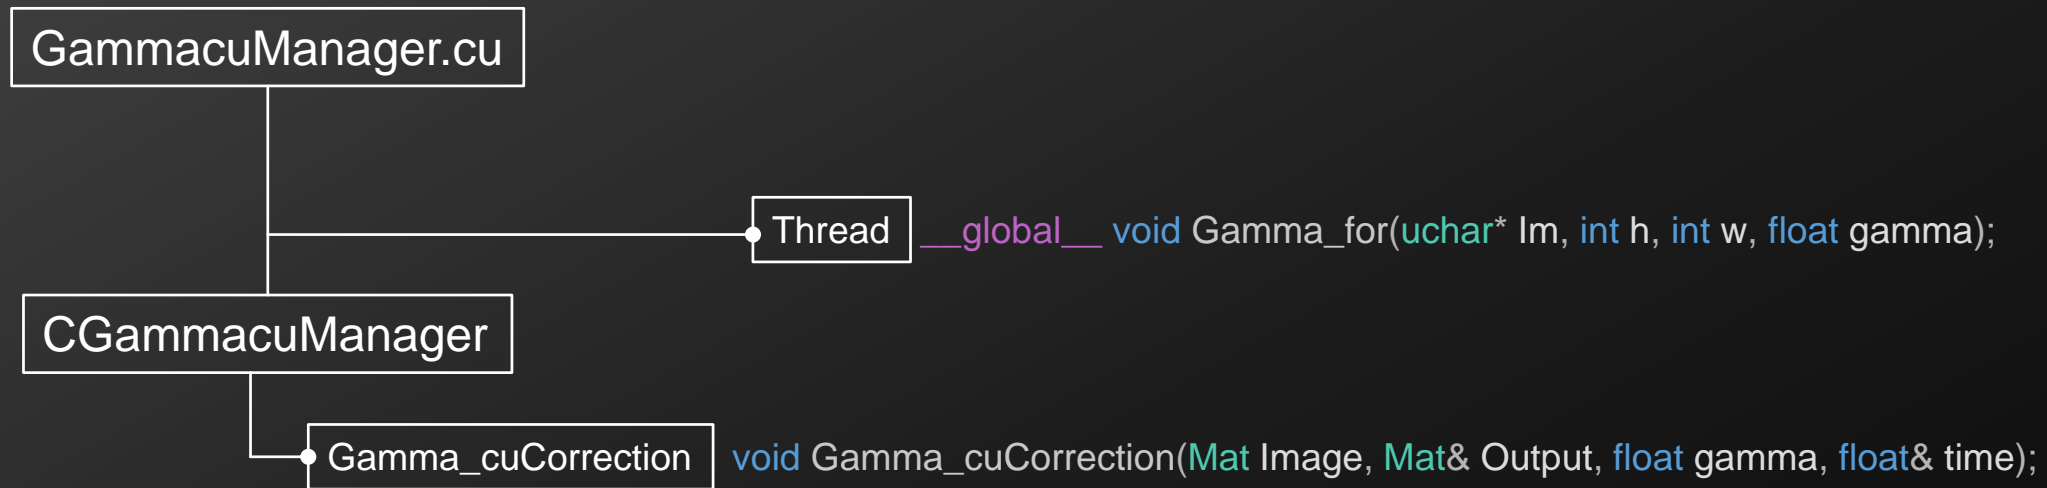 GammacuManager.cu
Thread __global__ void Gamma_for(uchar* Im, int h, int w, float gamma);
CGammacuManager
Gamma_cuCorrection void Gamma_cuCorrection(Mat Image, Mat& Output, float gamma, float& time);